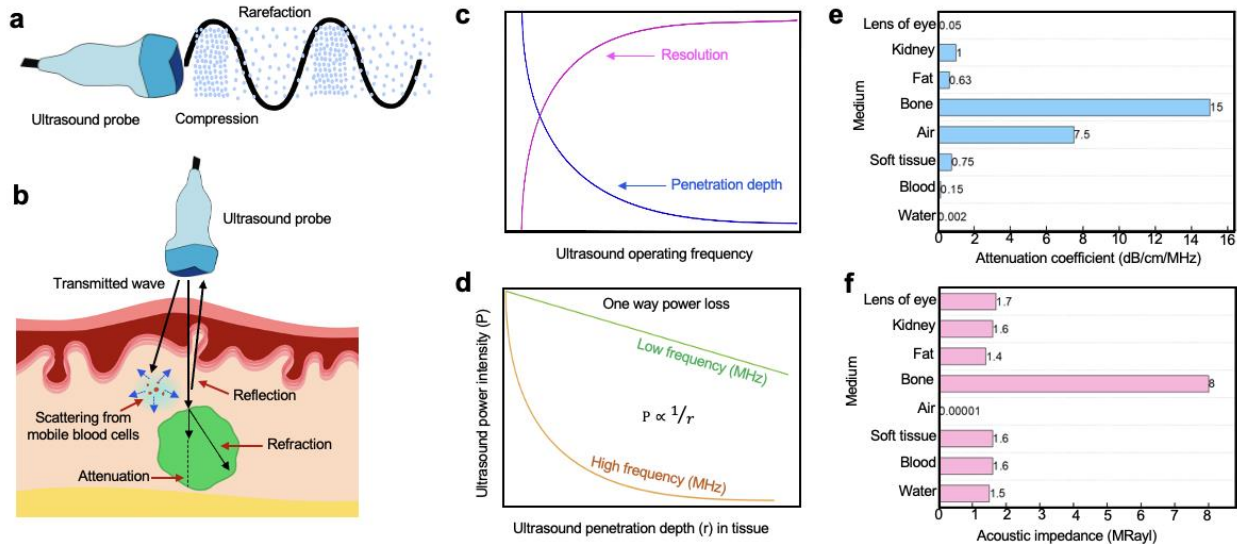 a
Rarefaction
Ultrasound probe
Compression
b
Ultrasound probe
Transmitted wave
Reflection
Scattering from
mobile blood cells
Refraction
Attenuation
c
Resolution
Penetration depth
Ultrasound operating frequency
d
Ultrasound power intensity (P)
One way power loss
Low frequency (MHz)
P ∝ 1/r
High frequency (MHz)
Ultrasound penetration depth (r) in tissue
e
Medium
Lens of eye 0.05
Kidney 1
Fat 0.63
Bone 15
Air 7.5
Soft tissue 0.75
Blood 0.15
Water 0.002
0 2 4 6 8 10 12 14 16
Attenuation coefficient (dB/cm/MHz)
f
Medium
Lens of eye 1.7
Kidney 1.6
Fat 1.4
Bone 8
Air 0.00001
Soft tissue 1.6
Blood 1.6
Water 1.5
0 1 2 3 4 5 6 7 8
Acoustic impedance (MRayl)